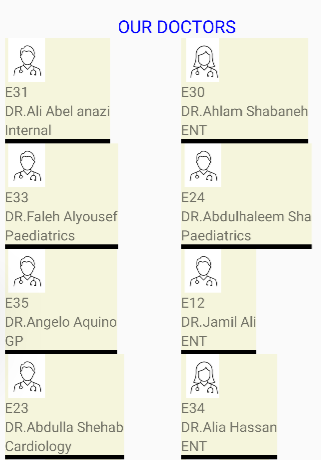 OUR DOCTORS
E31
DR.Ali Abel anazi
Internal
E30
DR.Ahlam Shabaneh
ENT
E33
DR.Faleh Alyousef
Paediatrics
E24
DR.Abdulhaleem Sha
Paediatrics
E35
DR.Angelo Aquino
GP
E12
DR.Jamil Ali
ENT
E23
DR.Abdulla Shehab
Cardiology
E34
DR.Alia Hassan
ENT